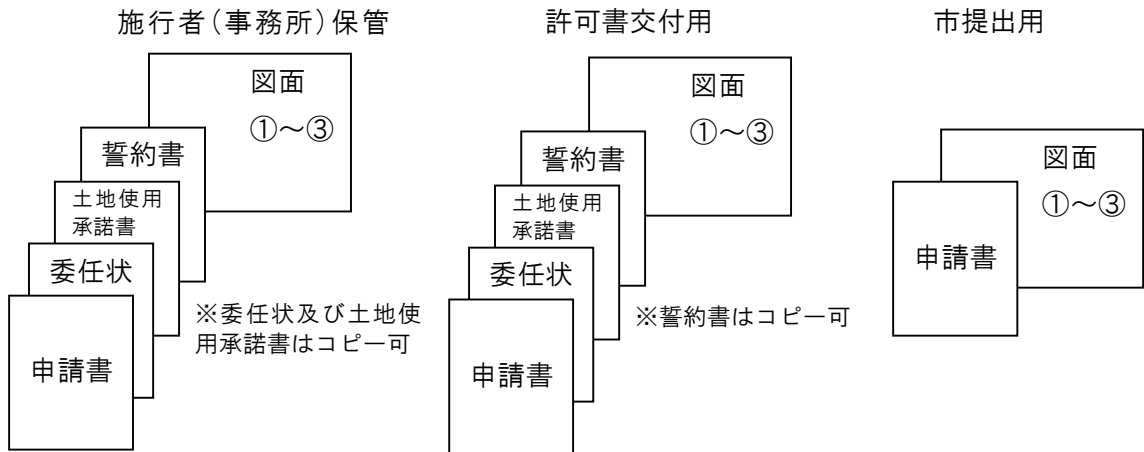 施行者（事務所）保管
図面
①～③
誓約書
土地使用
承諾書
委任状
申請書
※委任状及び土地使
用承諾書はコピー可
許可書交付用
図面
①～③
誓約書
土地使用
承諾書
委任状
申請書
※誓約書はコピー可
市提出用
図面
①～③
申請書